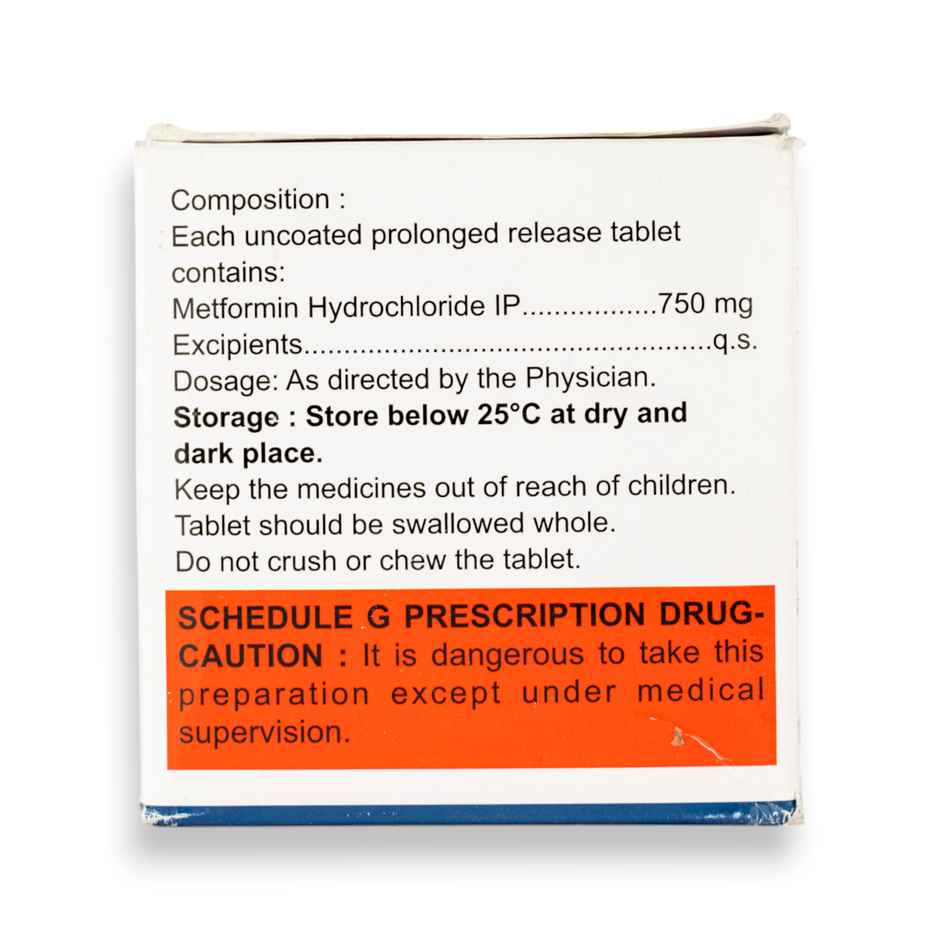 Composition :
Each uncoated prolonged release tablet
contains:
Metformin Hydrochloride IP.................750 mg
Excipients...................................................q.s.
Dosage: As directed by the Physician.
Storage : Store below 25°C at dry and
dark place.
Keep the medicines out of reach of children.
Tablet should be swallowed whole.
Do not crush or chew the tablet.
SCHEDULE G PRESCRIPTION DRUG-
CAUTION : It is dangerous to take this
preparation except under medical
supervision.